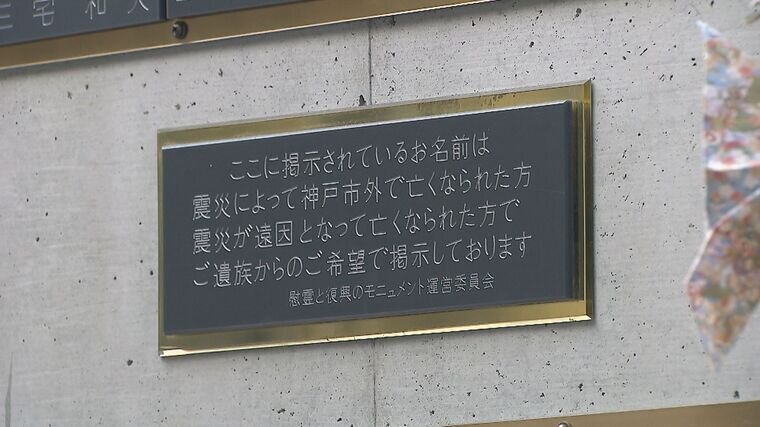 三宅 和
ここに掲示されているお名前は
震災によって神戸市外で亡くなられた方
震災が遠因となって亡くなられた方で
ご遺族からのご希望で掲示しております
慰霊と復興のモニュメント運営委員会